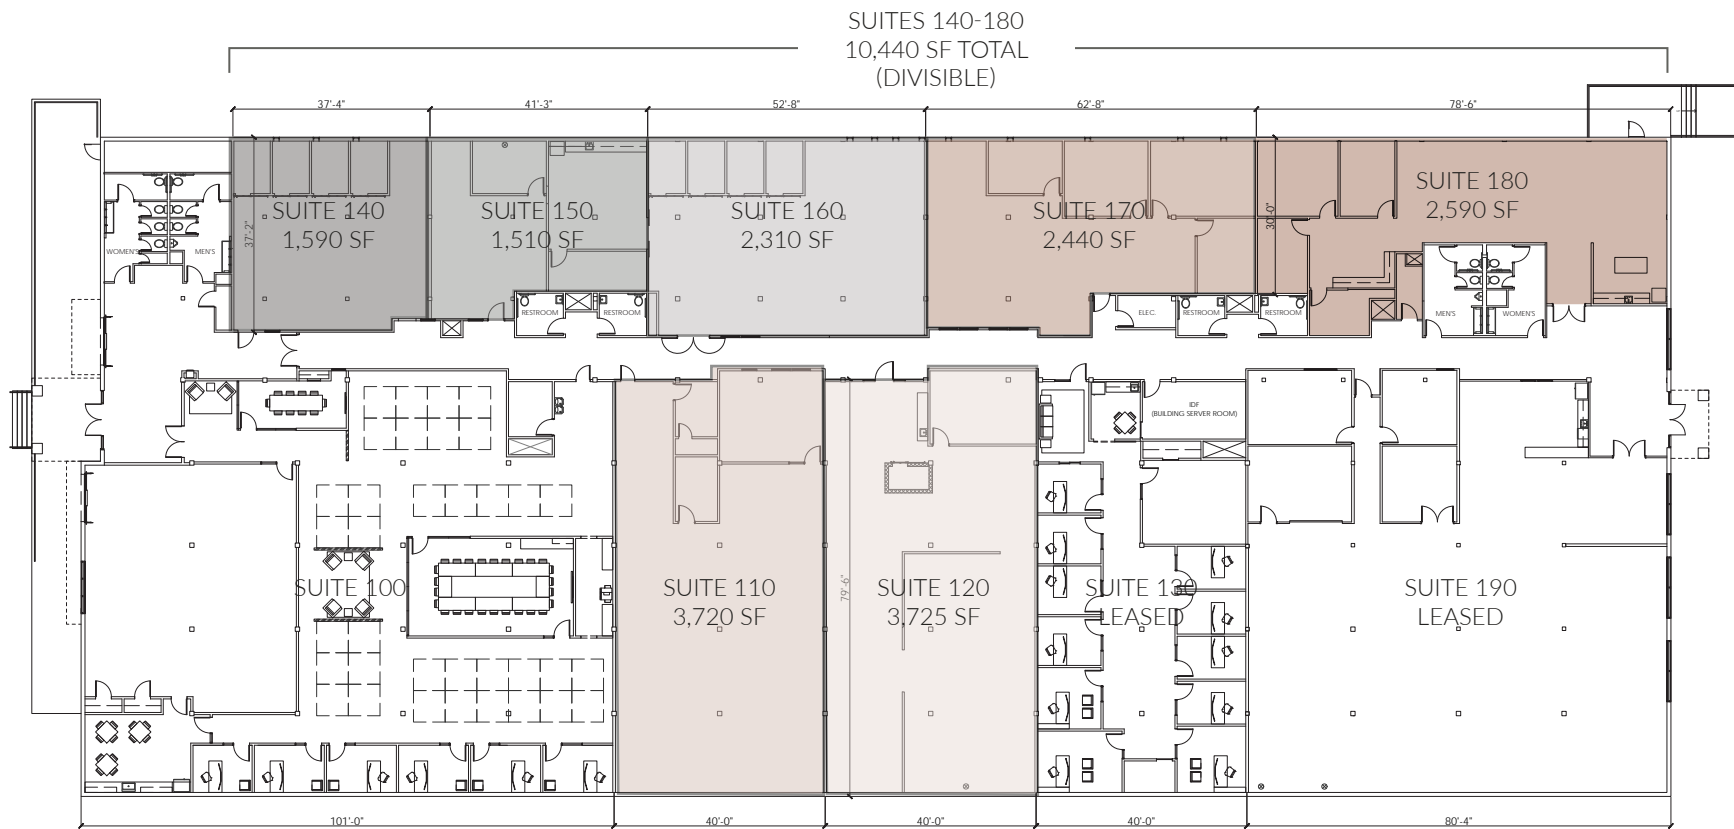 SUITES 140-180
10,440 SF TOTAL
(DIVISIBLE)
37'-4"
41'-3"
52'-8"
62'-8"
78'-6"
SUITE 140
1,590 SF
SUITE 150
1,510 SF
SUITE 160
2,310 SF
SUITE 170
2,440 SF
SUITE 180
2,590 SF
37'-2"
30'-0"
WOMEN'S
MEN'S
RESTROOM
RESTROOM
ELEC.
RESTROOM
RESTROOM
MEN'S
WOMEN'S
IDF
(BUILDING SERVER ROOM)
SUITE 100
SUITE 110
3,720 SF
79'-6"
SUITE 120
3,725 SF
SUITE 130
LEASED
SUITE 190
LEASED
101'-0"
40'-0"
40'-0"
40'-0"
80'-4"